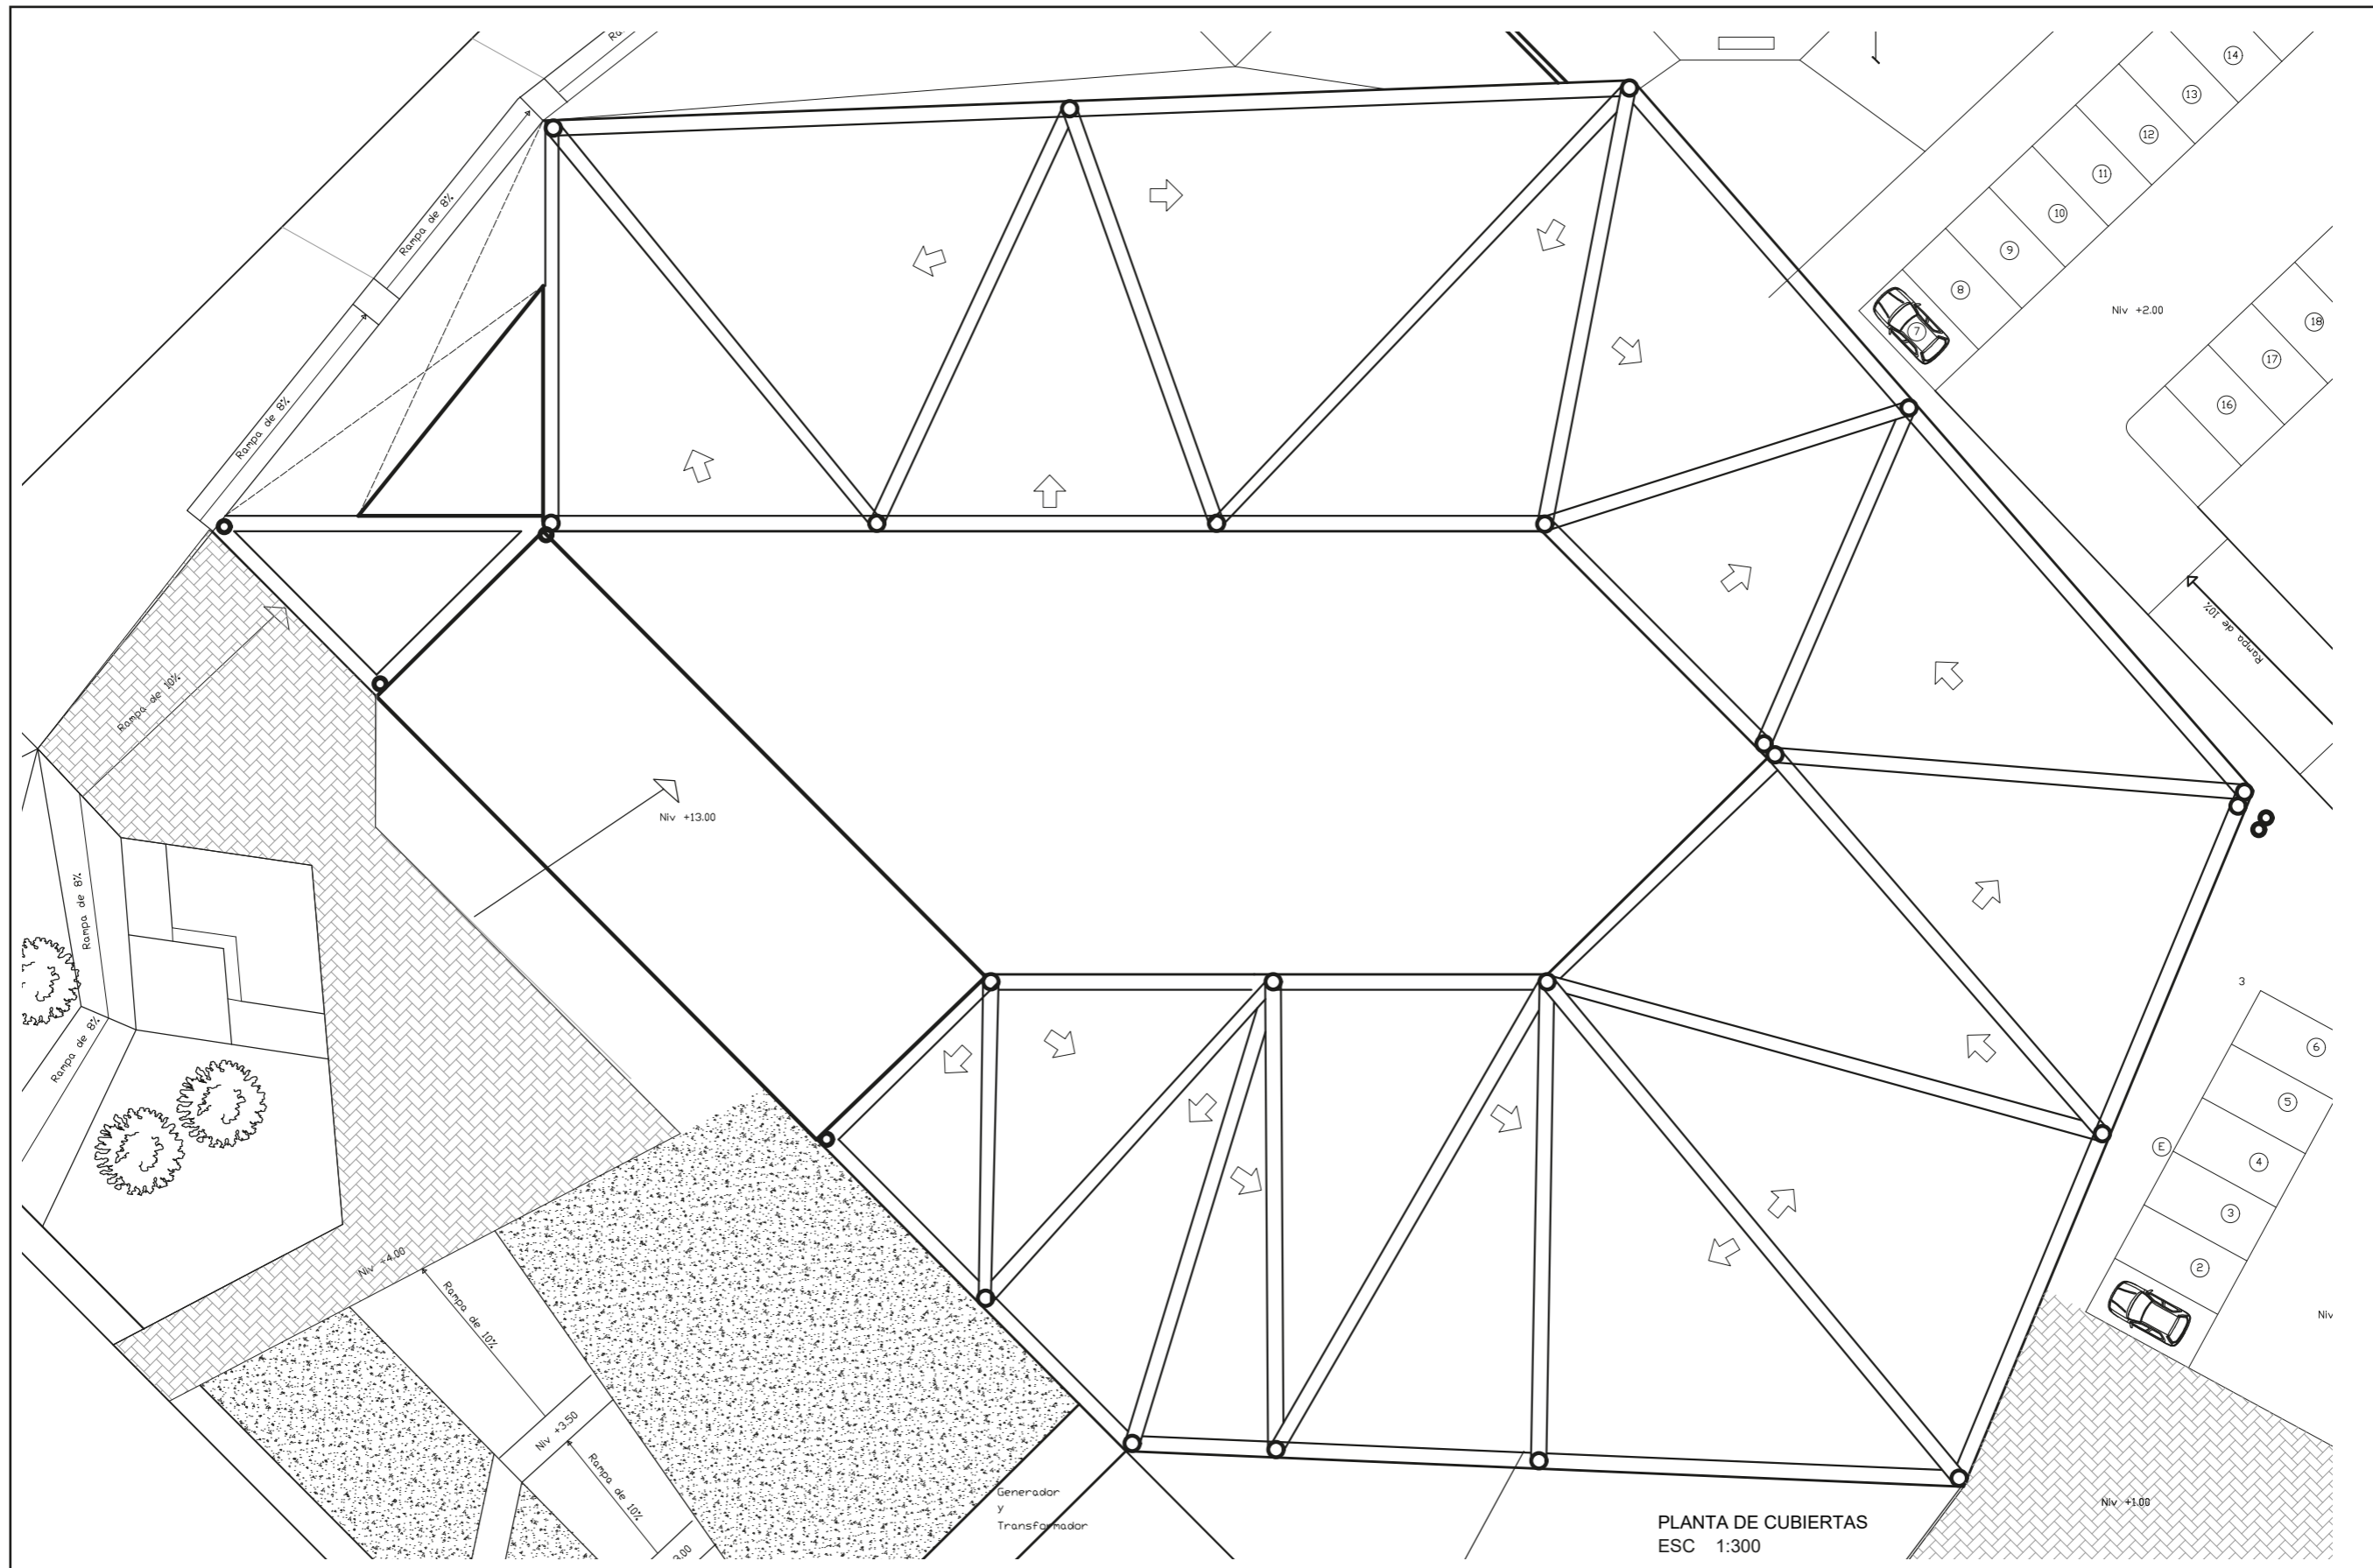 Ra
14
13
12
11
10
9
8
7
Niv +2.00
18
17
16
Rampa de 8%
Rampa de 8%
Rampa de 10%
Rampa de 10%
Niv +13.00
Rampa de 8%
Rampa de 8%
3
6
5
E
4
3
2
Niv
Niv +4.00
Rampa de 10%
Niv +3.50
Rampa de 10%
3.00
Generador
y
Transformador
Niv +1.00
PLANTA DE CUBIERTAS
ESC 1:300